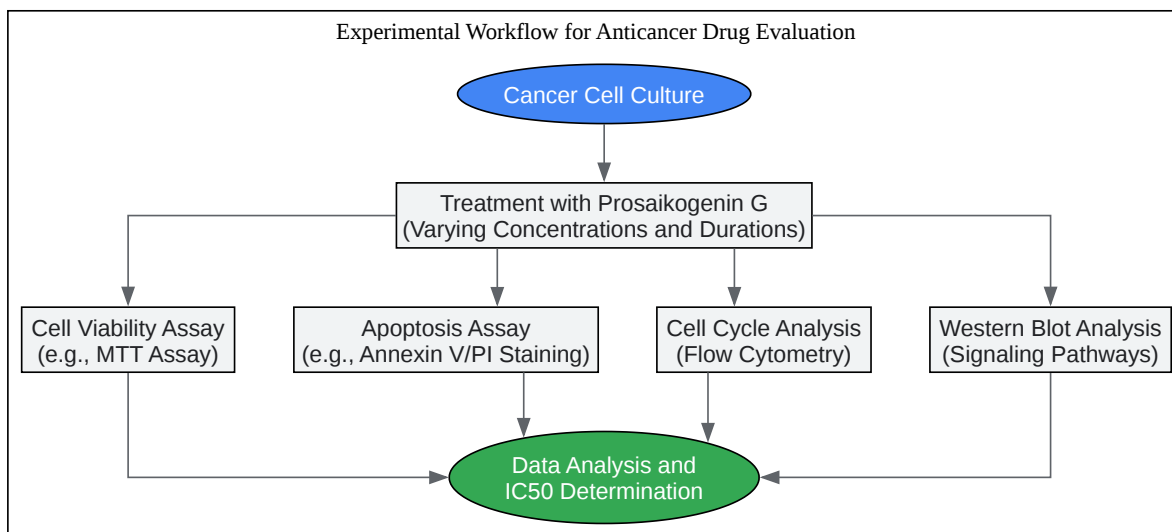 Experimental Workflow for Anticancer Drug Evaluation
Cancer Cell Culture
Treatment with Prosaikogenin G
(Varying Concentrations and Durations)
Cell Viability Assay
(e.g., MTT Assay)
Apoptosis Assay
(e.g., Annexin V/PI Staining)
Cell Cycle Analysis
(Flow Cytometry)
Western Blot Analysis
(Signaling Pathways)
Data Analysis and
IC50 Determination